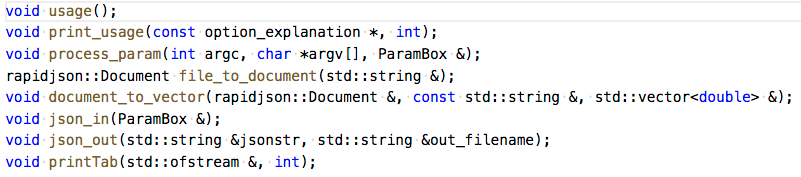 void usage();
void print_usage(const option_explanation *, int);
void process_param(int argc, char *argv[], ParamBox &);
rapidjson::Document file_to_document(std::string &);
void document_to_vector(rapidjson::Document &, const std::string &, std::vector<double> &);
void json_in(ParamBox &);
void json_out(std::string &jsonstr, std::string &out_filename);
void printTab(std::ofstream &, int);